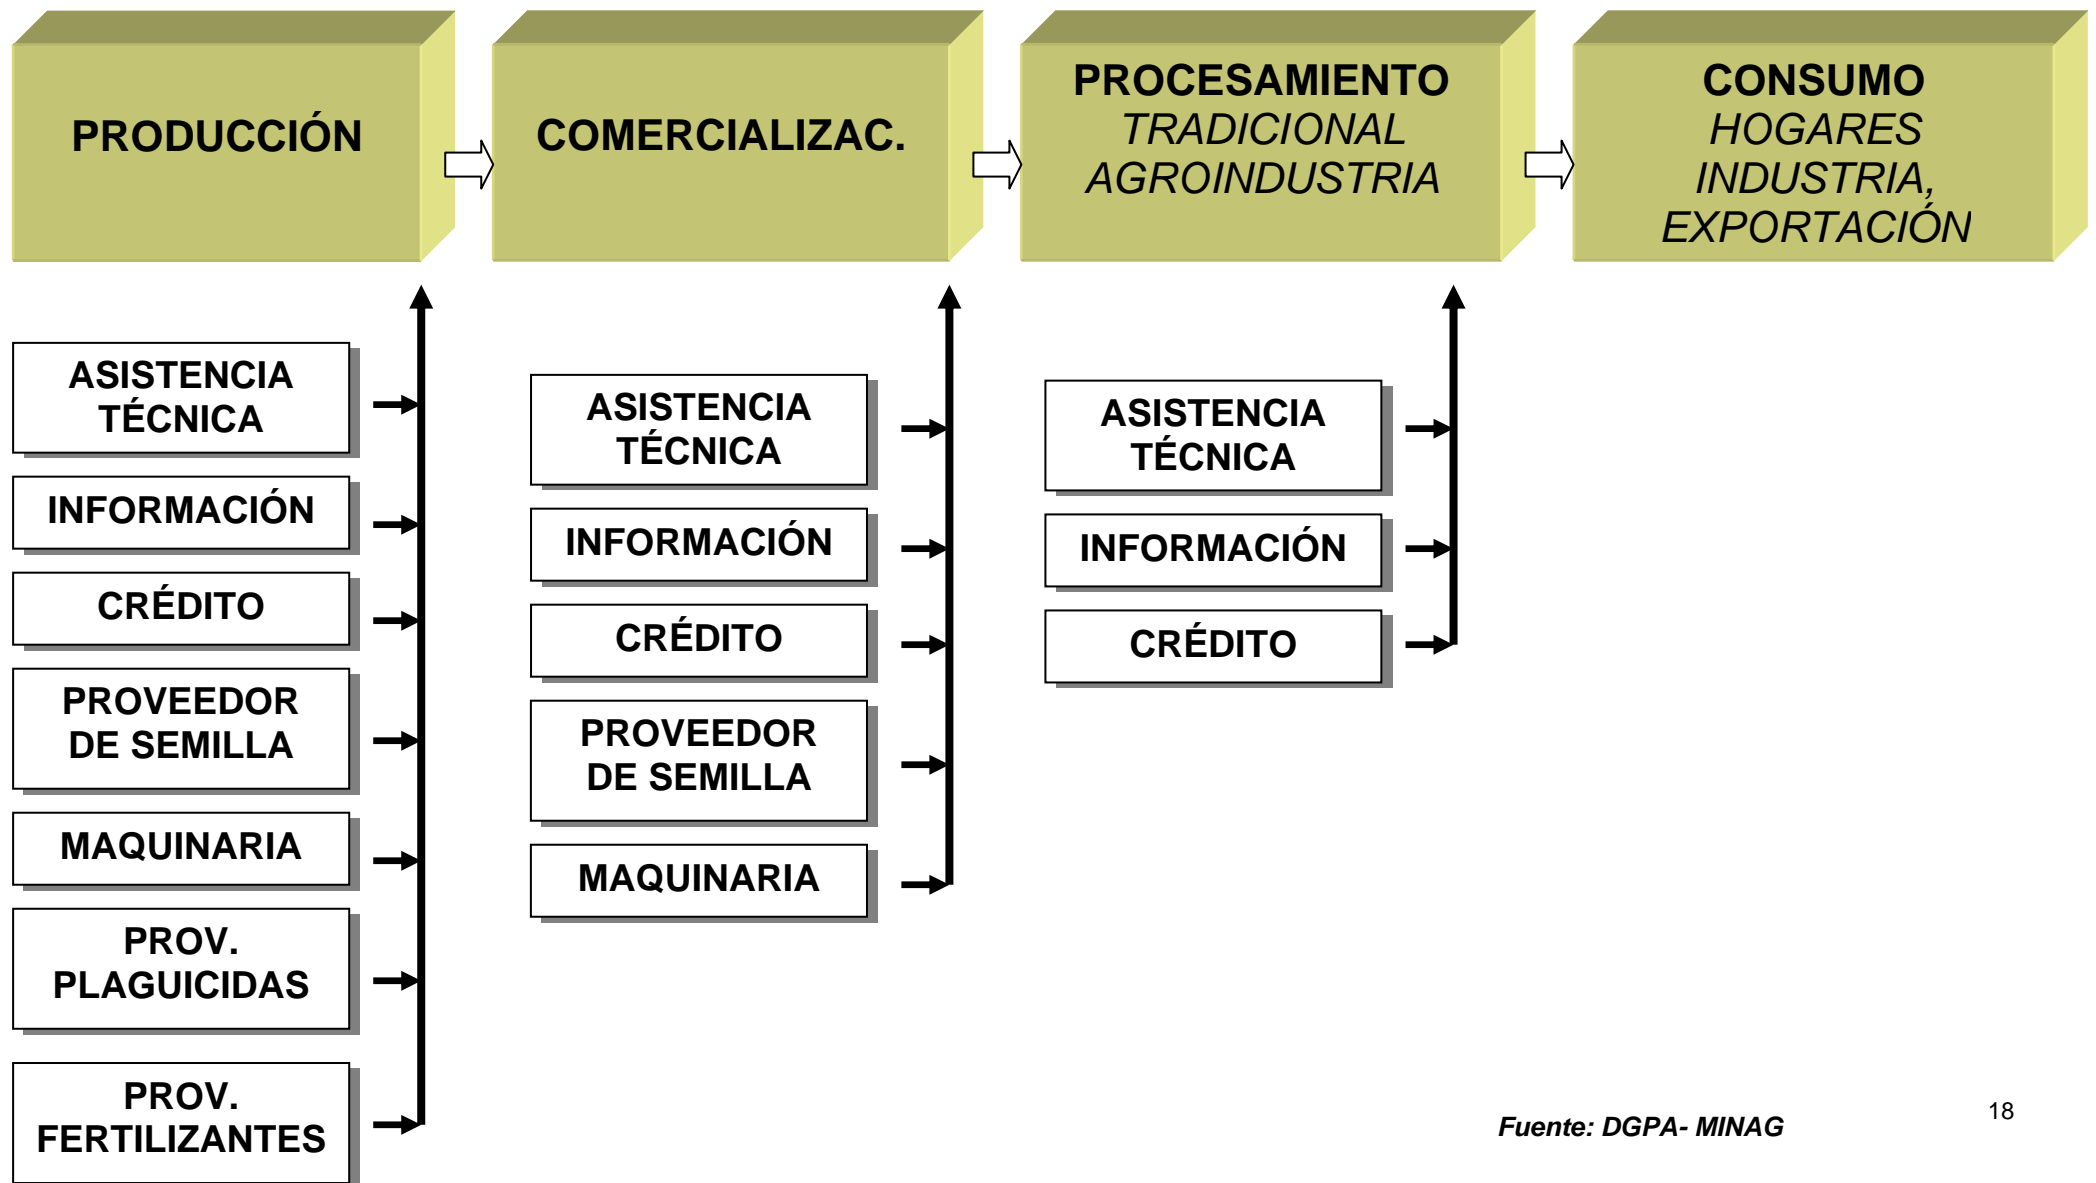 PRODUCCIÓN
COMERCIALIZAC.
PROCESAMIENTO
TRADICIONAL
AGROINDUSTRIA
CONSUMO
HOGARES
INDUSTRIA,
EXPORTACIÓN
ASISTENCIA
TÉCNICA
INFORMACIÓN
CRÉDITO
PROVEEDOR
DE SEMILLA
MAQUINARIA
PROV.
PLAGUICIDAS
PROV.
FERTILIZANTES
ASISTENCIA
TÉCNICA
INFORMACIÓN
CRÉDITO
PROVEEDOR
DE SEMILLA
MAQUINARIA
ASISTENCIA
TÉCNICA
INFORMACIÓN
CRÉDITO
Fuente: DGPA- MINAG
18